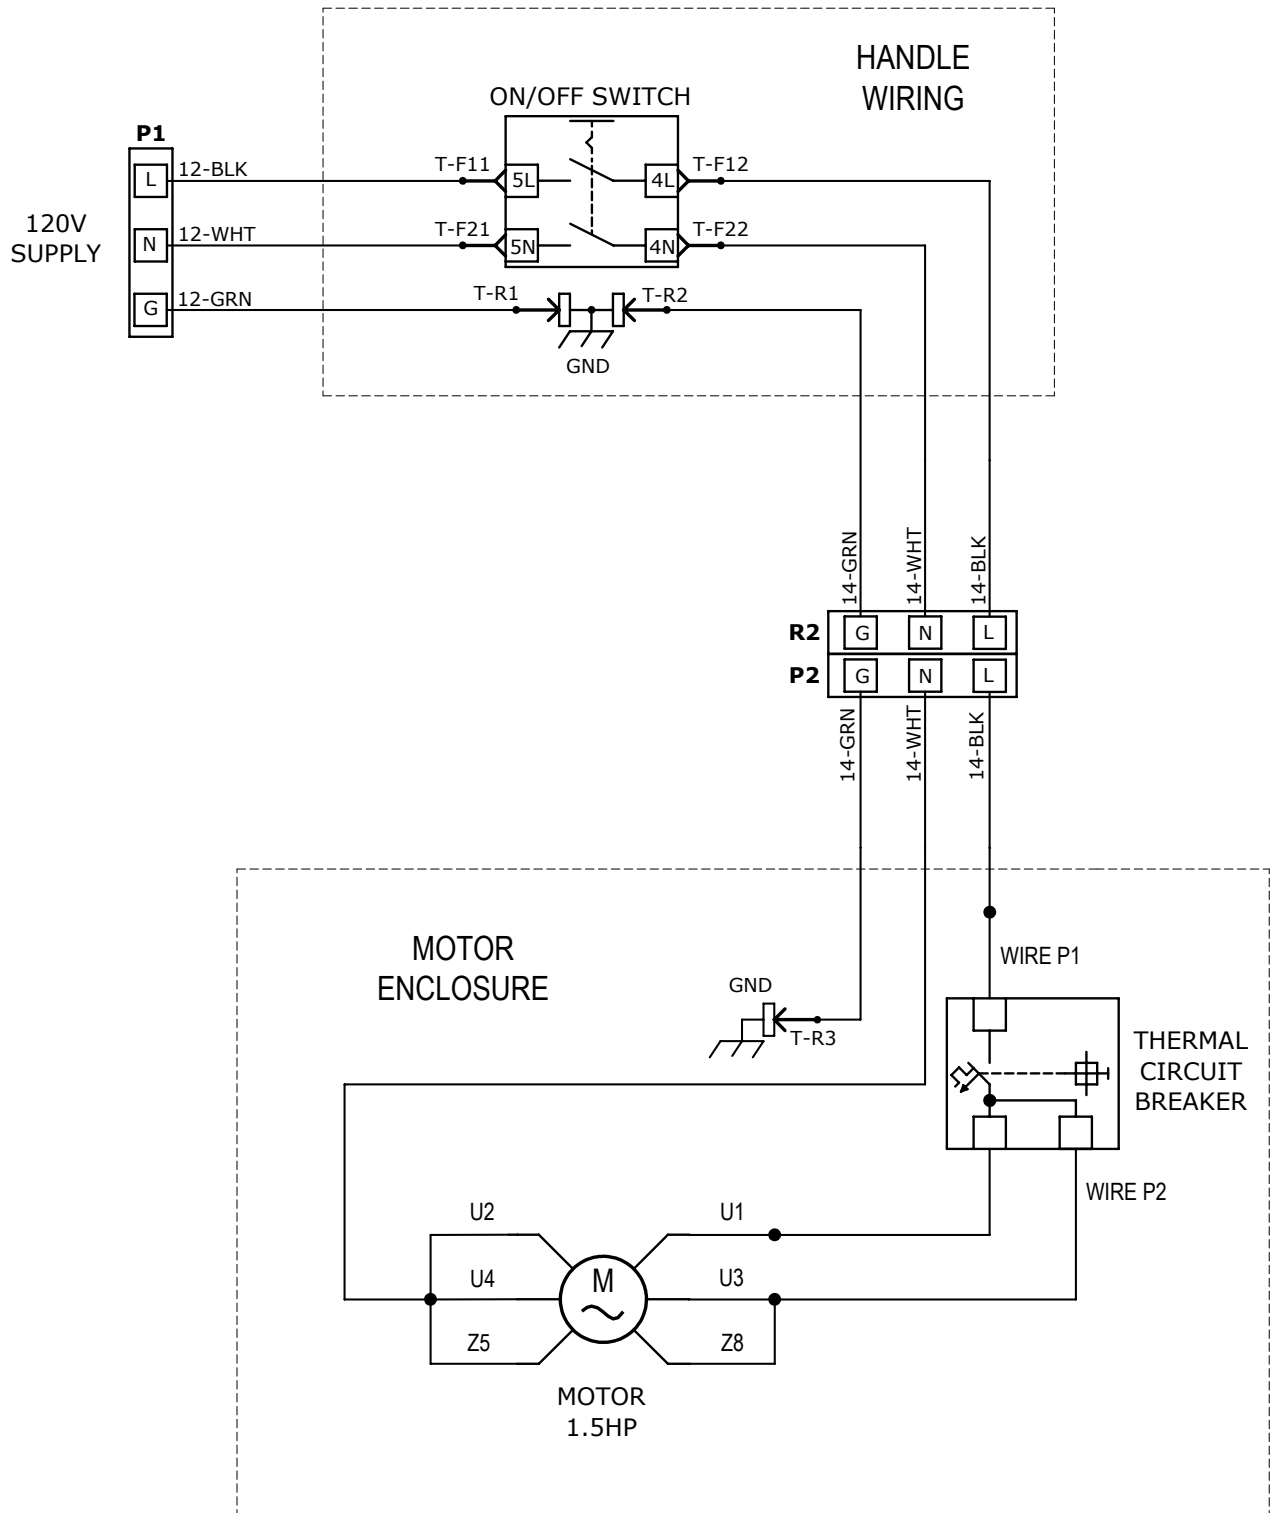 HANDLE
WIRING
ON/OFF SWITCH
P1
L
12-BLK
T-F11
5L
4L
T-F12
120V
SUPPLY
N
12-WHT
T-F21
5N
4N
T-F22
G
12-GRN
T-R1
T-R2
GND
14-GRN
14-WHT
14-BLK
R2
G
N
L
P2
G
N
L
14-GRN
14-WHT
14-BLK
MOTOR
ENCLOSURE
WIRE P1
GND
T-R3
THERMAL
CIRCUIT
BREAKER
WIRE P2
U2
U1
U4
M
U3
Z5
Z8
MOTOR
1.5HP